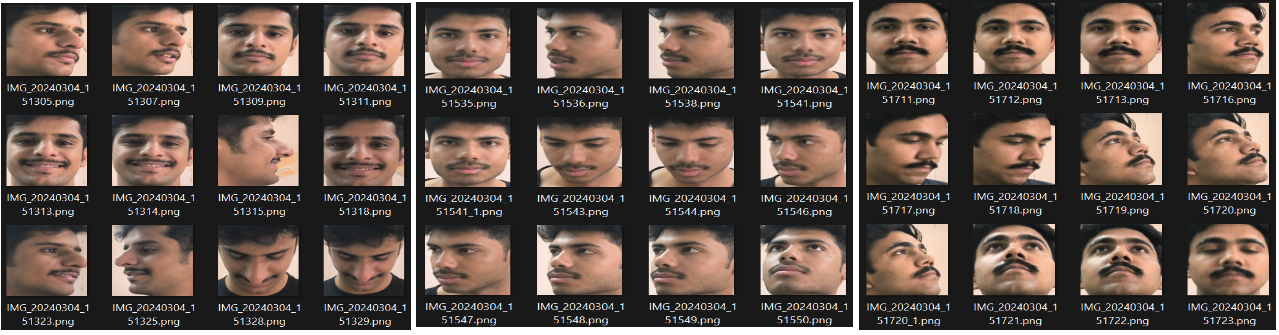 IMG_20240304_1
51305.png
IMG_20240304_1
51307.png
IMG_20240304_1
51309.png
IMG_20240304_1
51311.png
IMG_20240304_1
51313.png
IMG_20240304_1
51314.png
IMG_20240304_1
51315.png
IMG_20240304_1
51318.png
IMG_20240304_1
51323.png
IMG_20240304_1
51325.png
IMG_20240304_1
51328.png
IMG_20240304_1
51329.png
IMG_20240304_1
51535.png
IMG_20240304_1
51536.png
IMG_20240304_1
51538.png
IMG_20240304_1
51541.png
IMG_20240304_1
51541_1.png
IMG_20240304_1
51543.png
IMG_20240304_1
51544.png
IMG_20240304_1
51546.png
IMG_20240304_1
51547.png
IMG_20240304_1
51548.png
IMG_20240304_1
51549.png
IMG_20240304_1
51550.png
IMG_20240304_1
51711.png
IMG_20240304_1
51712.png
IMG_20240304_1
51713.png
IMG_20240304_1
51716.png
IMG_20240304_1
51717.png
IMG_20240304_1
51718.png
IMG_20240304_1
51719.png
IMG_20240304_1
51720.png
IMG_20240304_1
51720_1.png
IMG_20240304_1
51721.png
IMG_20240304_1
51722.png
IMG_20240304_1
51723.png